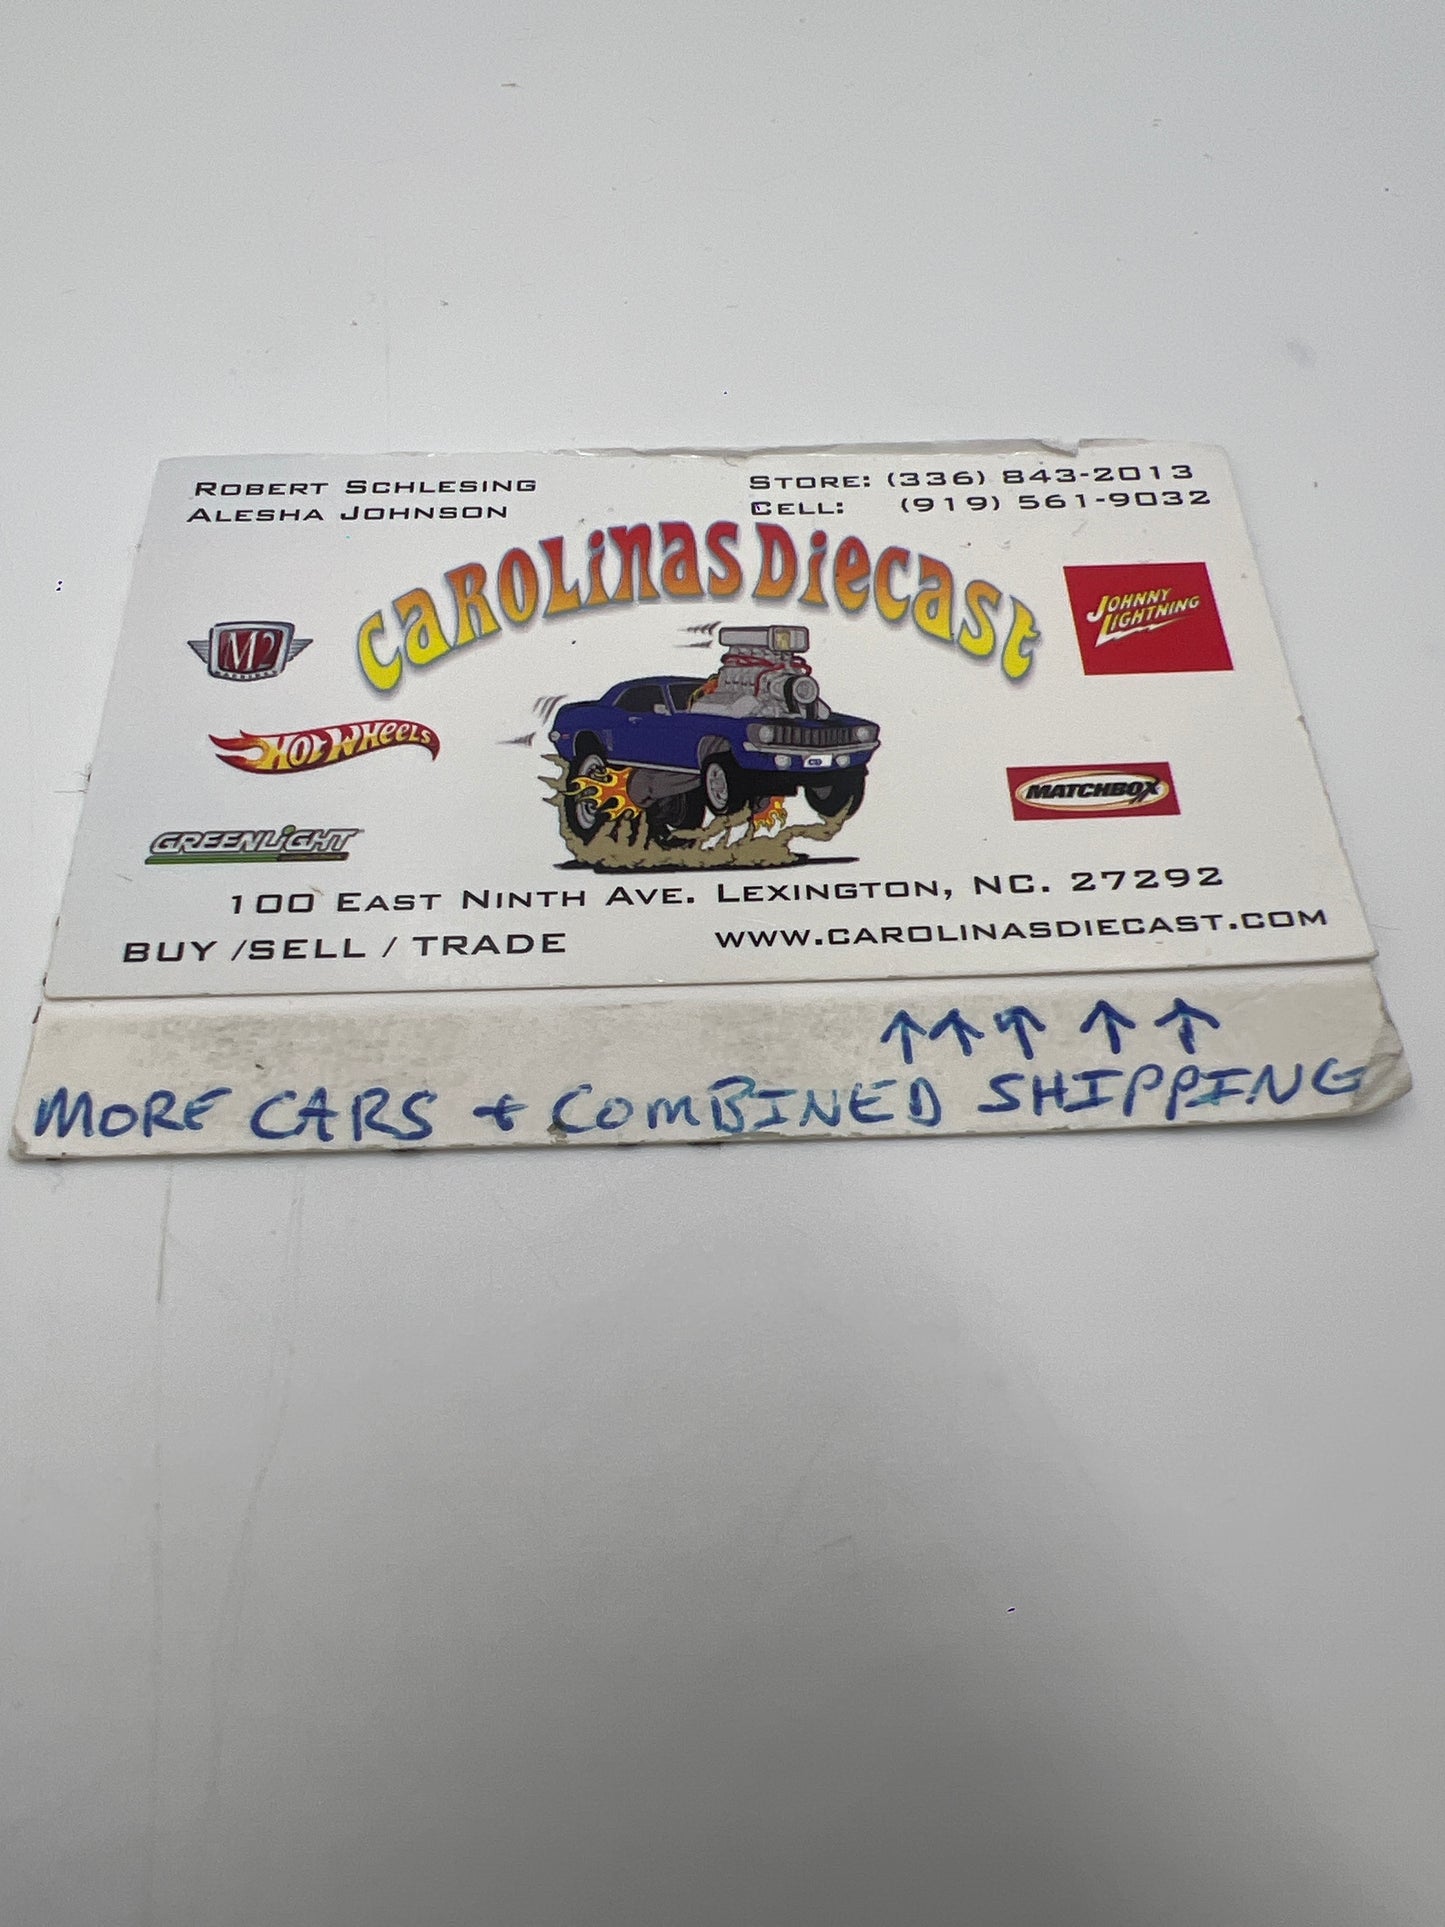 ROBERT SCHLESING
ALESHA JOHNSON
STORE: (336) 843-2013
CELL: (919) 561-9032
CAROLINAS DIECAST
M2
JOHNNY LIGHTNING
HOT WHEELS
MATCHBOX
GREENLIGHT
100 EAST NINTH AVE. LEXINGTON, NC. 27292
BUY /SELL / TRADE
WWW.CAROLINASDIECAST.COM
↑ ↑ ↑ ↑ ↑
MORE CARS + COMBINED SHIPPING